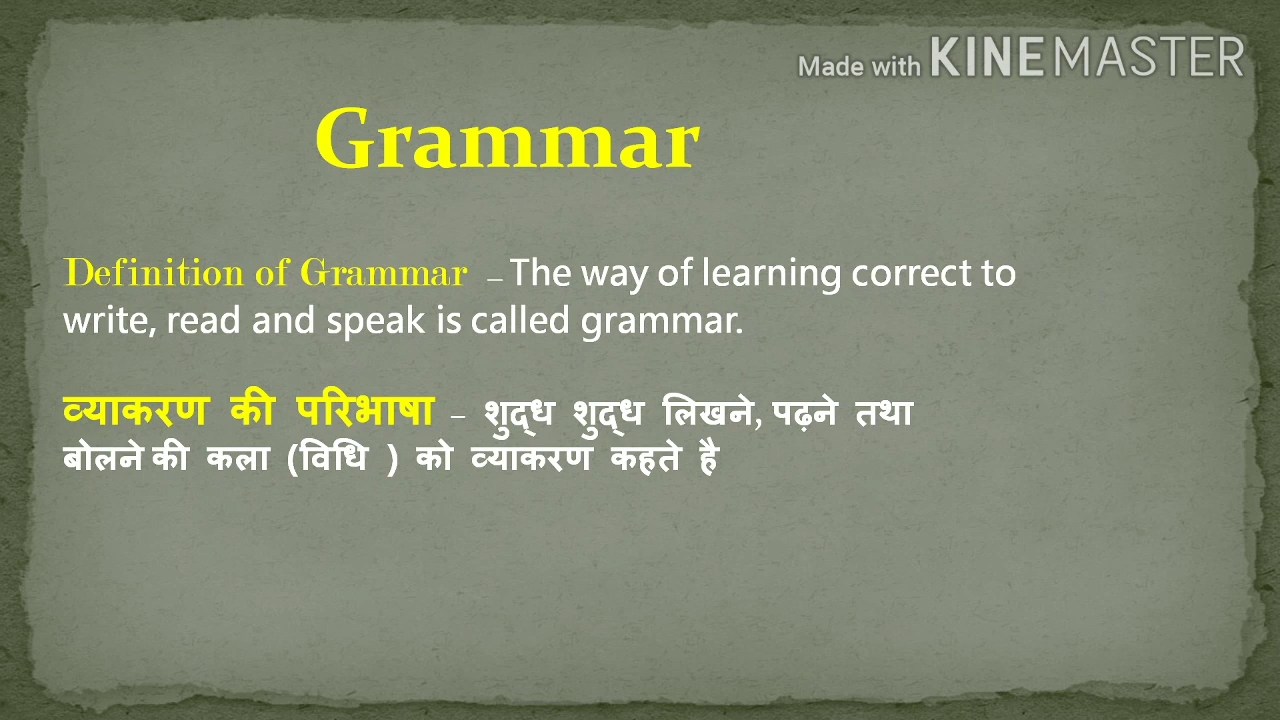 Made with KINEMASTER
Grammar
Definition of Grammar – The way of learning correct to
write, read and speak is called grammar.
व्याकरण की परिभाषा – शुद्ध शुद्ध लिखने, पढ़ने तथा
बोलने की कला (विधि ) को व्याकरण कहते है